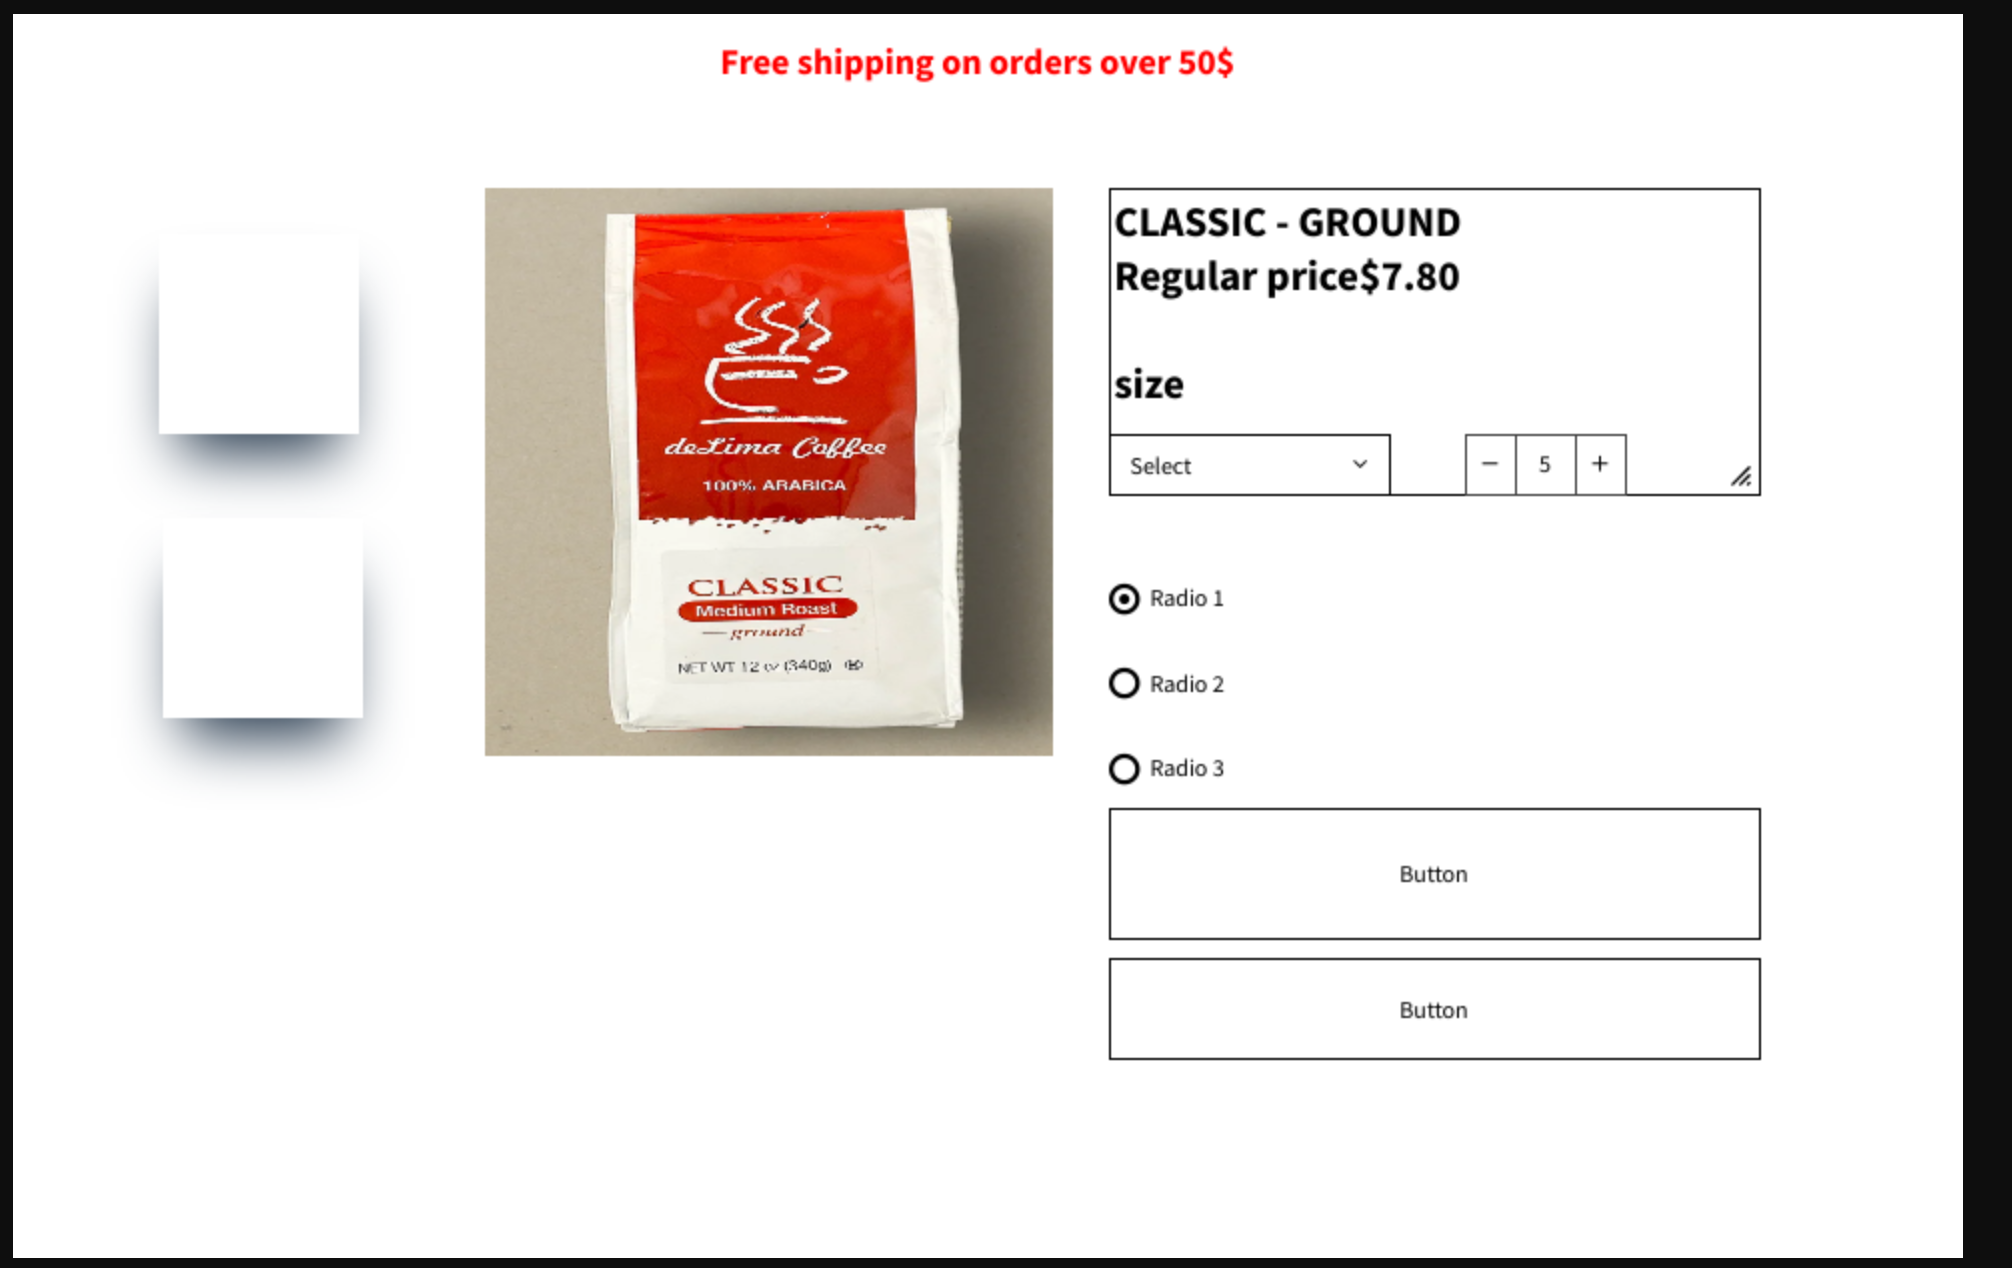 Free shipping on orders over 50$
deLima Coffee
100% ARABICA
CLASSIC
Medium Roast
ground
NET WT 12 oz (340g)
CLASSIC - GROUND
Regular price$7.80
size
Select
5
Radio 1
Radio 2
Radio 3
Button
Button